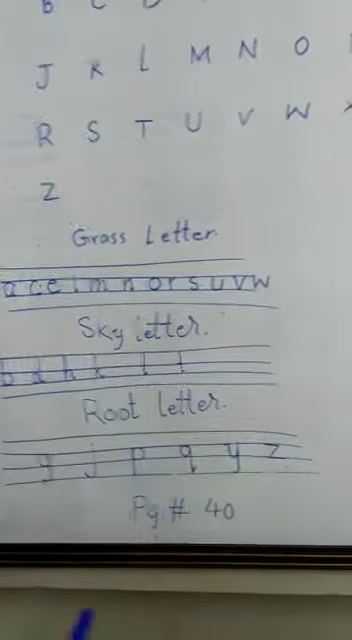 B C D
J K L M N O
R S T U V W X
Z
Grass Letter.
a c e i m n o r s u v w
Sky letter.
b d h k l t
Root letter.
g j p q y z
Pg # 40